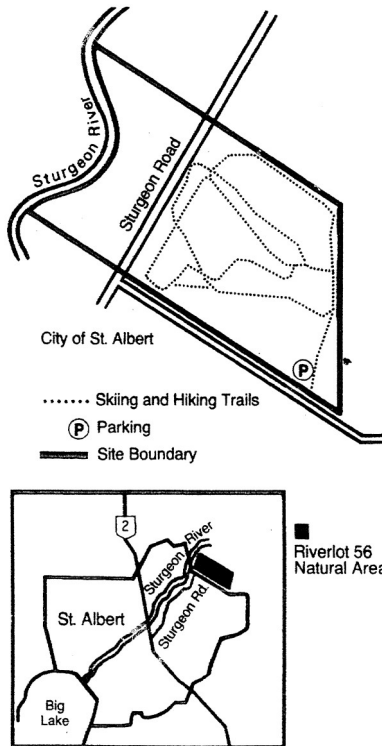 Sturgeon River
Sturgeon Road
City of St. Albert
P
Skiing and Hiking Trails
P Parking
Site Boundary
2
Sturgeon River
Sturgeon Rd.
St. Albert
Big
Lake
Riverlot 56
Natural Area